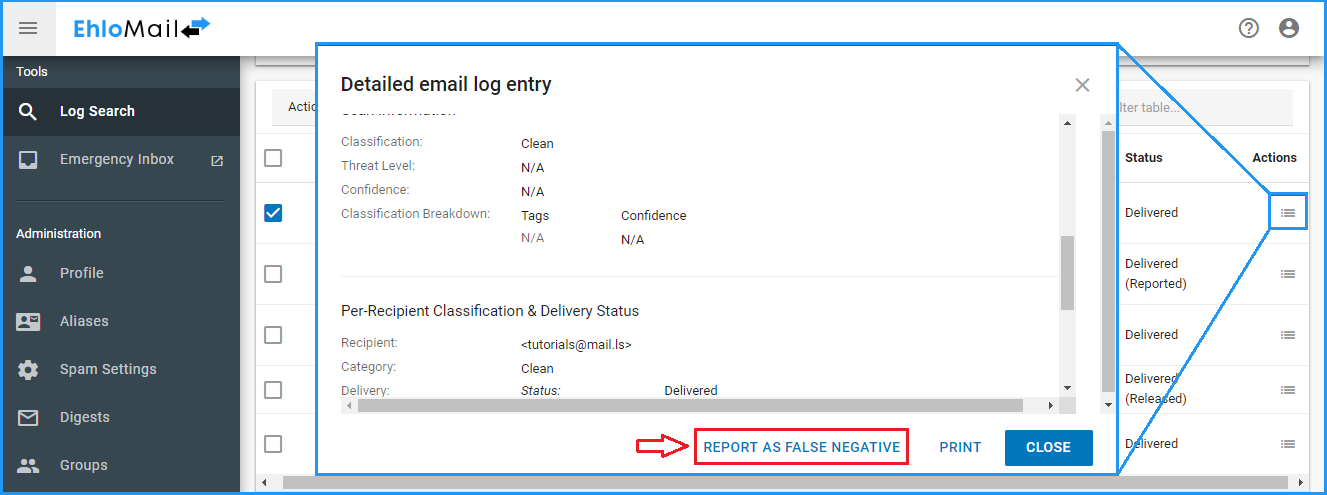 EhloMail
Tools
Log Search
Emergency Inbox
Administration
Profile
Aliases
Spam Settings
Digests
Groups
Detailed email log entry
Classification: Clean
Threat Level: N/A
Confidence: N/A
Classification Breakdown: Tags Confidence
N/A N/A
Per-Recipient Classification & Delivery Status
Recipient: <tutorials@mail.ls>
Category: Clean
Delivery: Status: Delivered
REPORT AS FALSE NEGATIVE PRINT CLOSE
table...
Status Actions
Delivered
Delivered
(Reported)
Delivered
Delivered
(Released)
Delivered